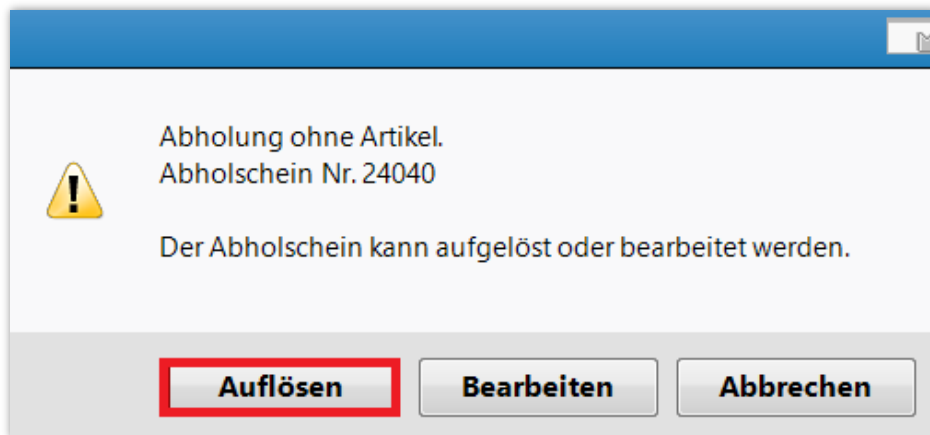 Abholung ohne Artikel.
Abholschein Nr. 24040
Der Abholschein kann aufgelöst oder bearbeitet werden.
Auflösen Bearbeiten Abbrechen